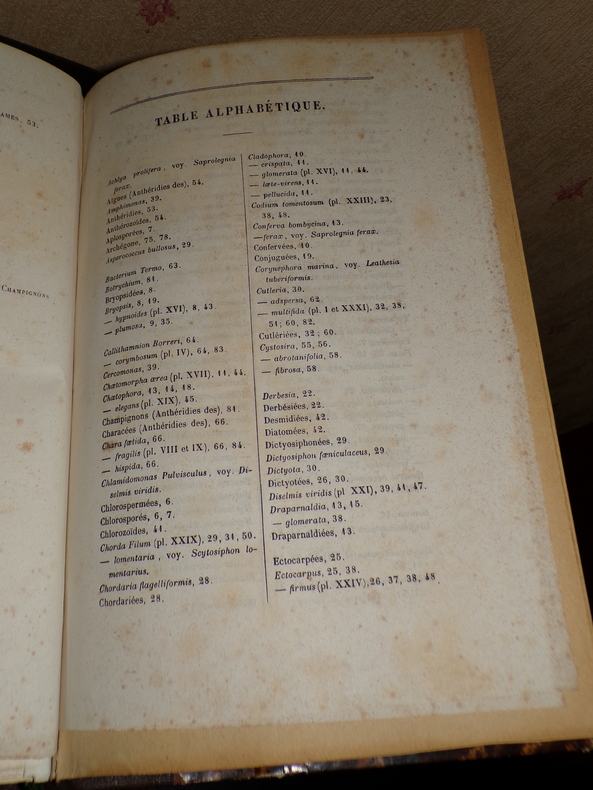 AMES, 53.
CHAMPIGNONS
TABLE ALPHABÉTIQUE.
Achlya prolifera, voy. Saprolegnia
ferax.
Algues (Anthéridies des), 54.
Amphimonas, 39.
Anthéridies, 53.
Anthérozoïdes, 54.
Aplosporées, 7.
Archégone, 75, 78.
Asperococcus bullosus, 29.
Bacterium Termo, 63.
Botrychium, 81.
Bryopsidées, 8.
Bryopsis, 8, 19.
— hypnoides (pl. XVI), 8, 43.
— plumosa, 9, 35.
Callithamnion Borreri, 64.
— corymbosum (pl. IV), 64, 83.
Cercomonas, 39.
Chætomorpha ærea (pl. XVII), 11, 44.
Chætophora, 13, 14, 18.
— elegans (pl. XIX), 45.
Champignons (Anthéridies des), 81.
Characées (Anthéridies des), 66.
Chara fœtida, 66.
— fragilis (pl. VIII et IX), 66, 84.
— hispida, 66.
Chlamidomonas Pulvisculus, voy. Di-
selmis viridis.
Chlorospermées, 6.
Chlorosporés, 6, 7.
Chlorozoïdes, 41.
Chorda Filum (pl. XXIX), 29, 31, 50.
— lomentaria, voy. Scytosiphon lo-
mentarius.
Chordaria flagelliformis, 28.
Chordariées, 28.
Cladophora, 10.
— crispata, 11.
— glomerata (pl. XVI), 11, 44.
— læte-virens, 11.
— pellucida, 11.
Codium tomentosum (pl. XXIII), 23,
38, 48.
Conferva bombycina, 13.
— ferax, voy. Saprolegnia ferax.
Confervées, 10.
Conjuguées, 19.
Corynephora marina, voy. Leathesia
tuberiformis.
Cutleria, 30.
— adspersa, 62.
— multifida (pl. I et XXXI), 32, 38,
51; 60, 82.
Cutlériées, 32; 60.
Cystosira, 55, 56.
— abrotanifolia, 58.
— fibrosa, 58.
Derbesia, 22.
Derbésiées, 22.
Desmidiées, 42.
Diatomées, 42.
Dictyosiphonées, 29.
Dictyosiphon fœniculaceus, 29.
Dictyota, 30.
Dictyotées, 26, 30.
Diselmis viridis (pl XXI), 39, 41, 47.
Draparnaldia, 13, 15.
— glomerata, 38.
Draparnaldiées, 13.
Ectocarpées, 25.
Ectocarpus, 25, 38.
— firmus (pl. XXIV), 26, 37, 38, 48.